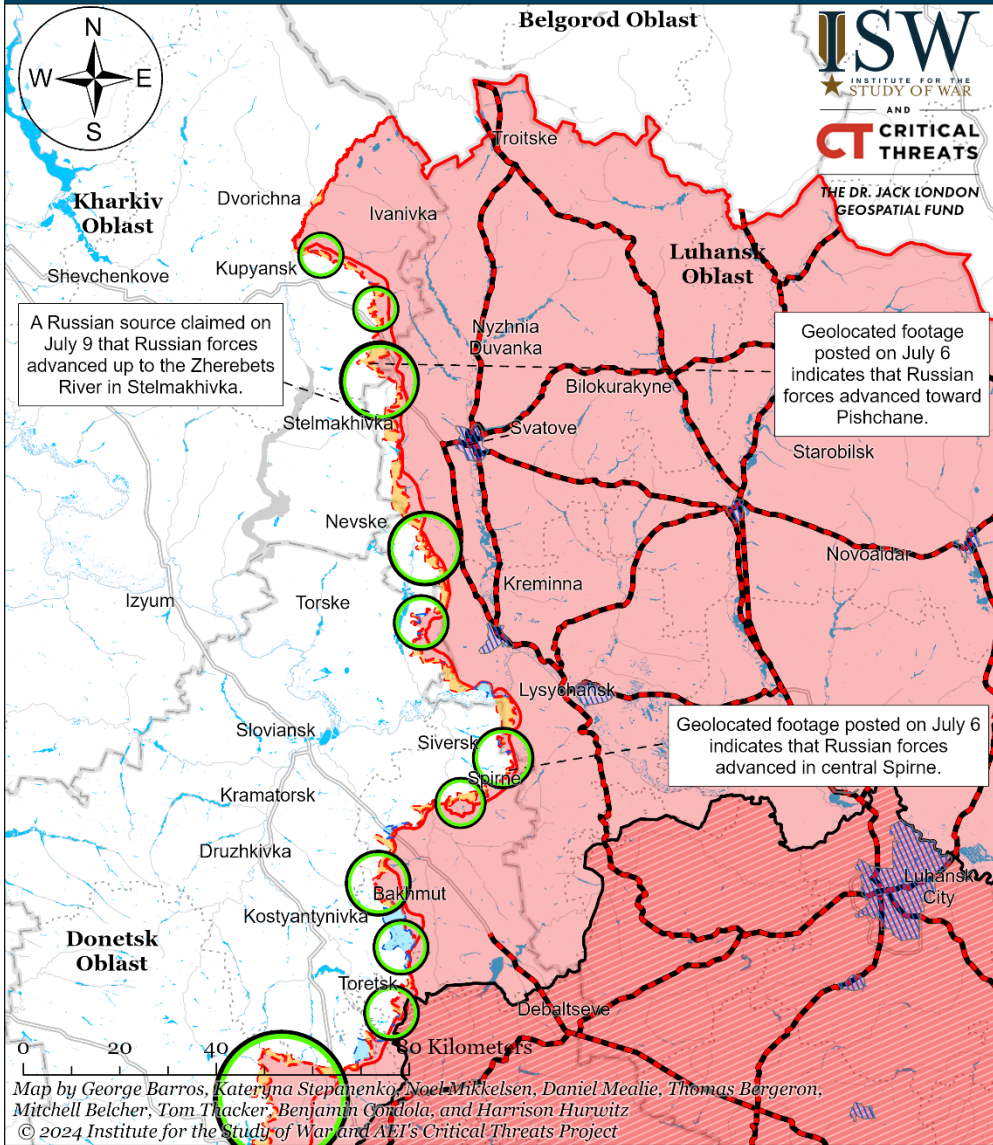 Belgorod Oblast
N
W E
S
ISW
INSTITUTE FOR THE
STUDY OF WAR
AND
CT CRITICAL
THREATS
THE DR. JACK LONDON
GEOSPATIAL FUND
Troitske
Kharkiv
Oblast
Dvorichna
Ivanivka
Shevchenkove
Kupyansk
Luhansk
Oblast
A Russian source claimed on
July 9 that Russian forces
advanced up to the Zherebets
River in Stelmakhivka.
Nyzhnia
Duvanka
Geolocated footage
posted on July 6
indicates that Russian
forces advanced toward
Pishchane.
Bilokurakyne
Stelmakhivka
Svatove
Starobilsk
Nevske
Novoaidar
Kreminna
Izyum
Torske
Lysychansk
Sloviansk
Siversk
Geolocated footage posted on July 6
indicates that Russian forces
advanced in central Spirne.
Spirne
Kramatorsk
Druzhkivka
Bakhmut
Luhansk
City
Kostyantynivka
Donetsk
Oblast
Toretsk
Debaltseve
0 20 40 80 Kilometers
Map by George Barros, Kateryna Stepanenko, Noel Mikkelsen, Daniel Mealie, Thomas Bergeron,
Mitchell Belcher, Tom Thacker, Benjamin Cordola, and Harrison Hurwitz
© 2024 Institute for the Study of War and AEI's Critical Threats Project